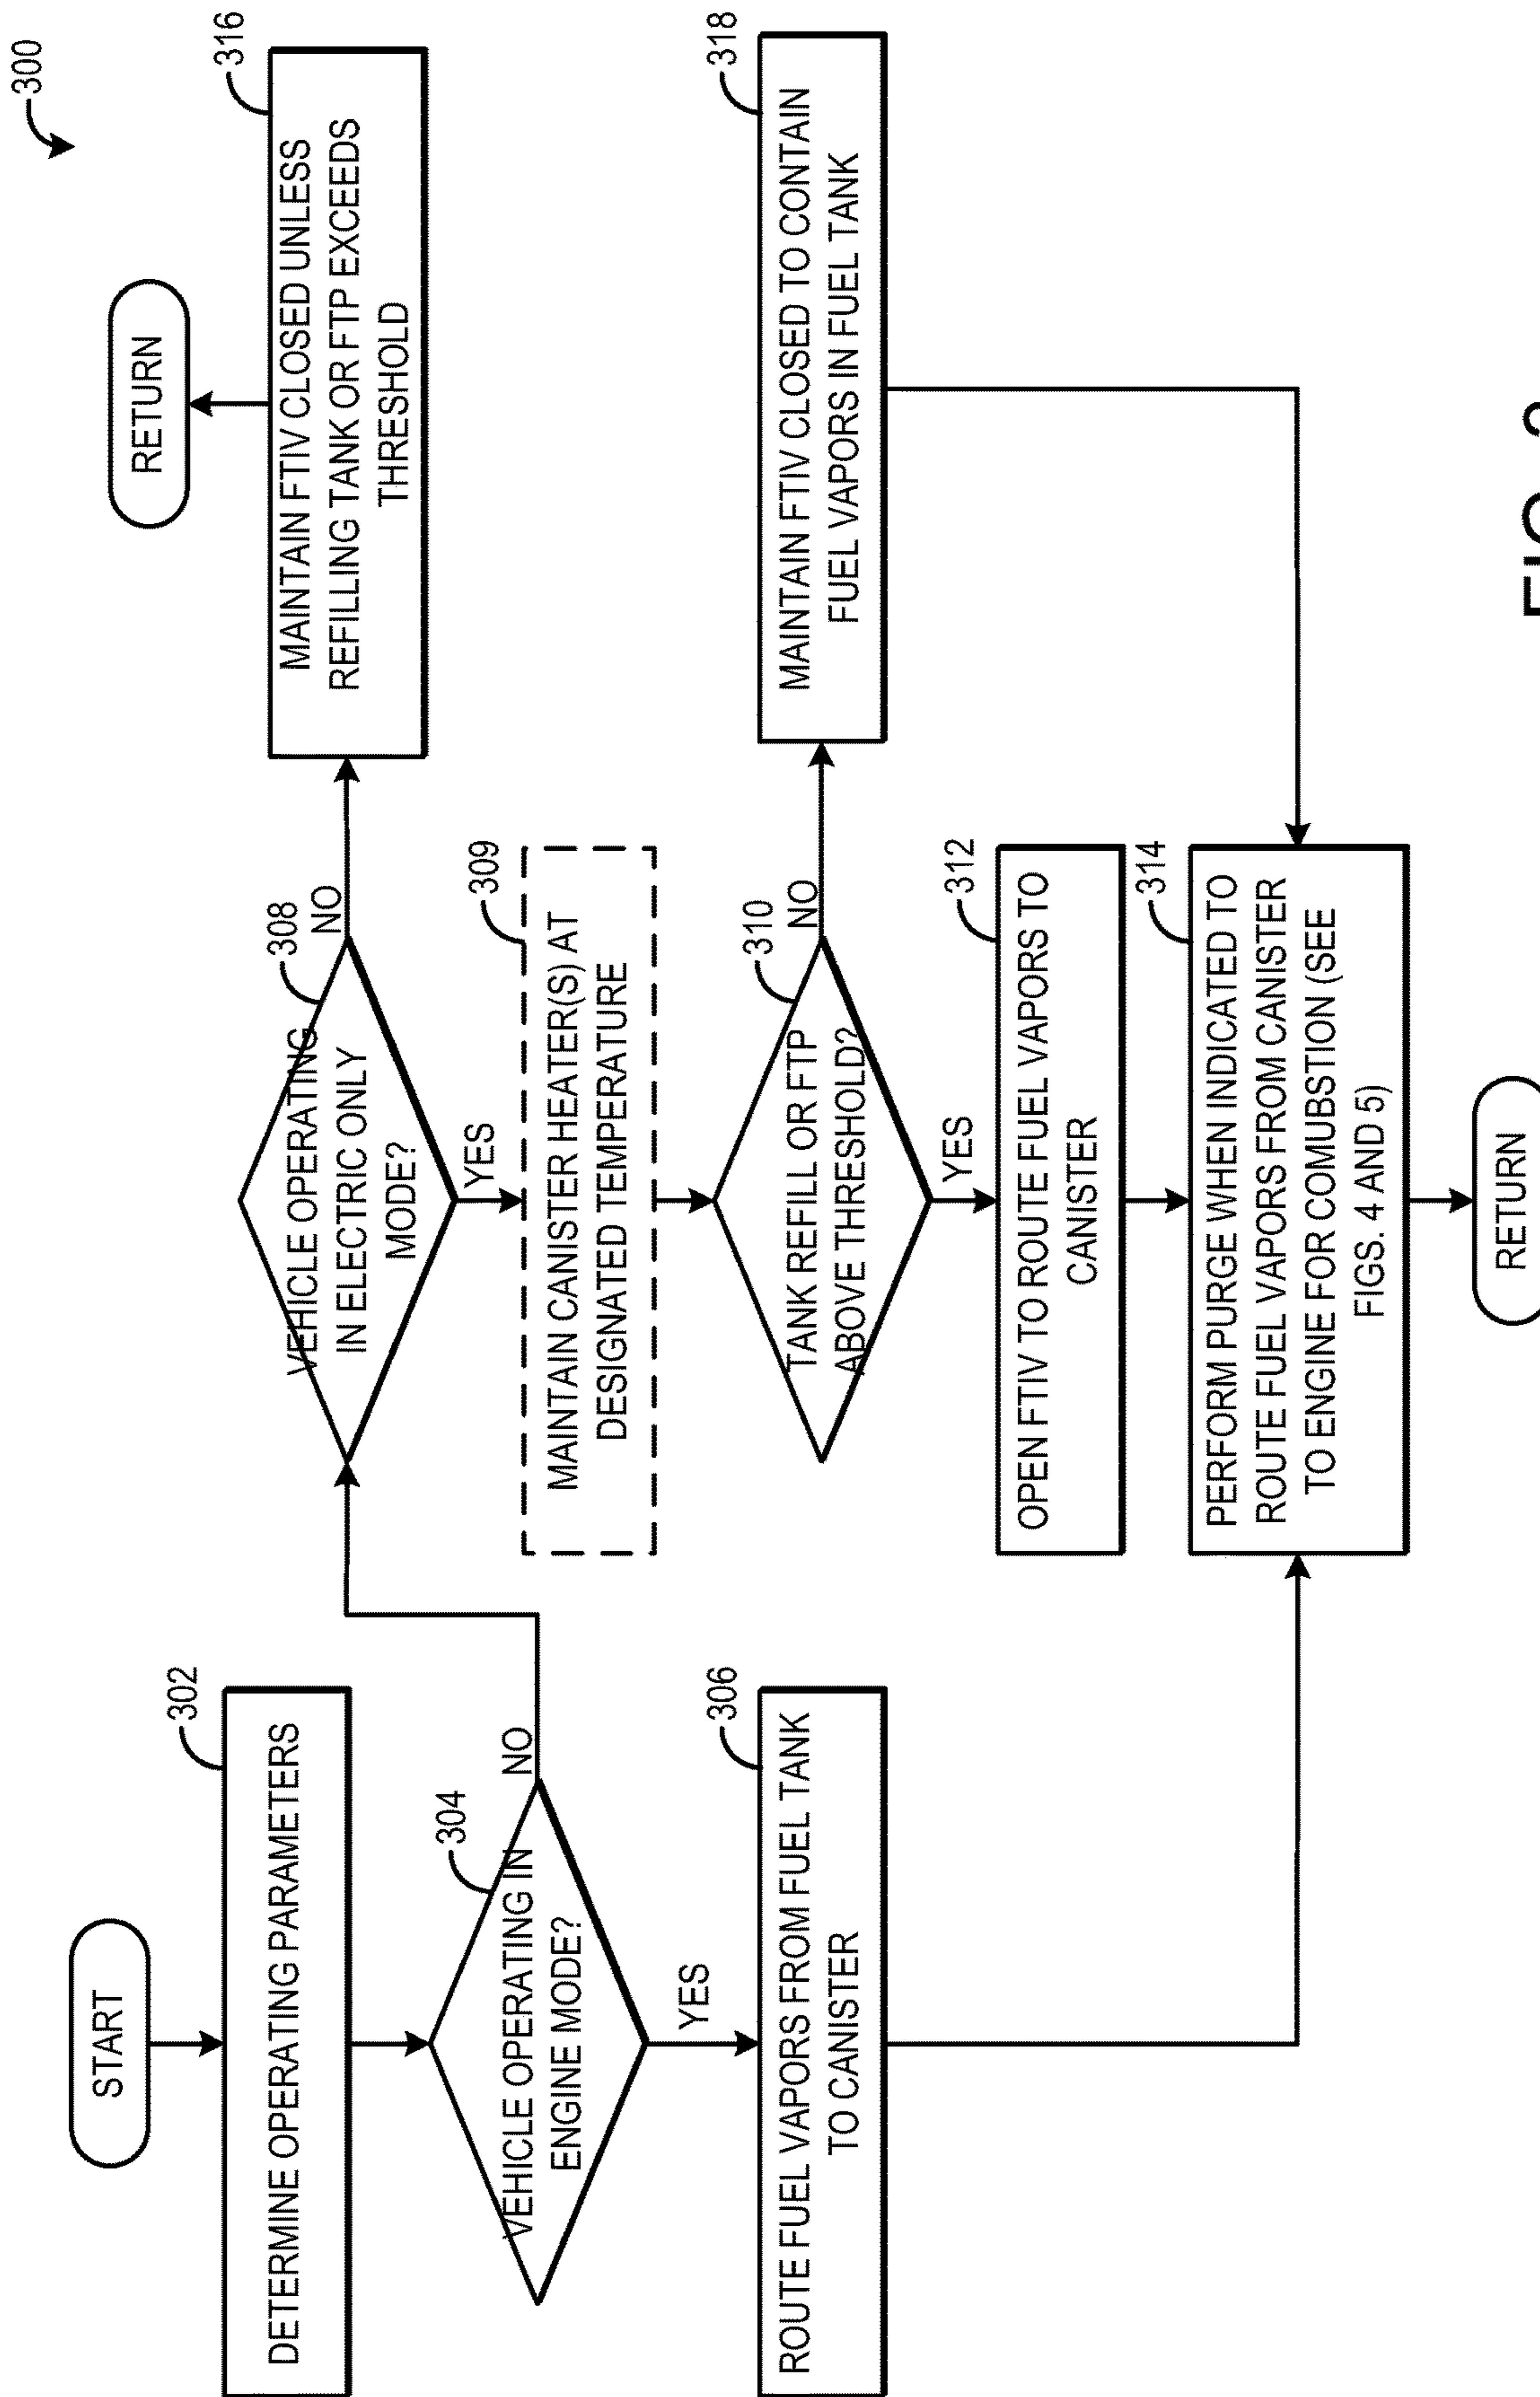 300
START
302
DETERMINE OPERATING PARAMETERS
304
VEHICLE OPERATING IN
ENGINE MODE?
NO
YES
306
ROUTE FUEL VAPORS FROM FUEL TANK
TO CANISTER
308
VEHICLE OPERATING
IN ELECTRIC ONLY
MODE?
NO
YES
309
MAINTAIN CANISTER HEATER(S) AT
DESIGNATED TEMPERATURE
310
TANK REFILL OR FTP
ABOVE THRESHOLD?
NO
YES
312
OPEN FTIV TO ROUTE FUEL VAPORS TO
CANISTER
314
PERFORM PURGE WHEN INDICATED TO
ROUTE FUEL VAPORS FROM CANISTER
TO ENGINE FOR COMUBSTION (SEE
FIGS. 4 AND 5)
RETURN
RETURN
316
MAINTAIN FTIV CLOSED UNLESS
REFILLING TANK OR FTP EXCEEDS
THRESHOLD
318
MAINTAIN FTIV CLOSED TO CONTAIN
FUEL VAPORS IN FUEL TANK
FIG.